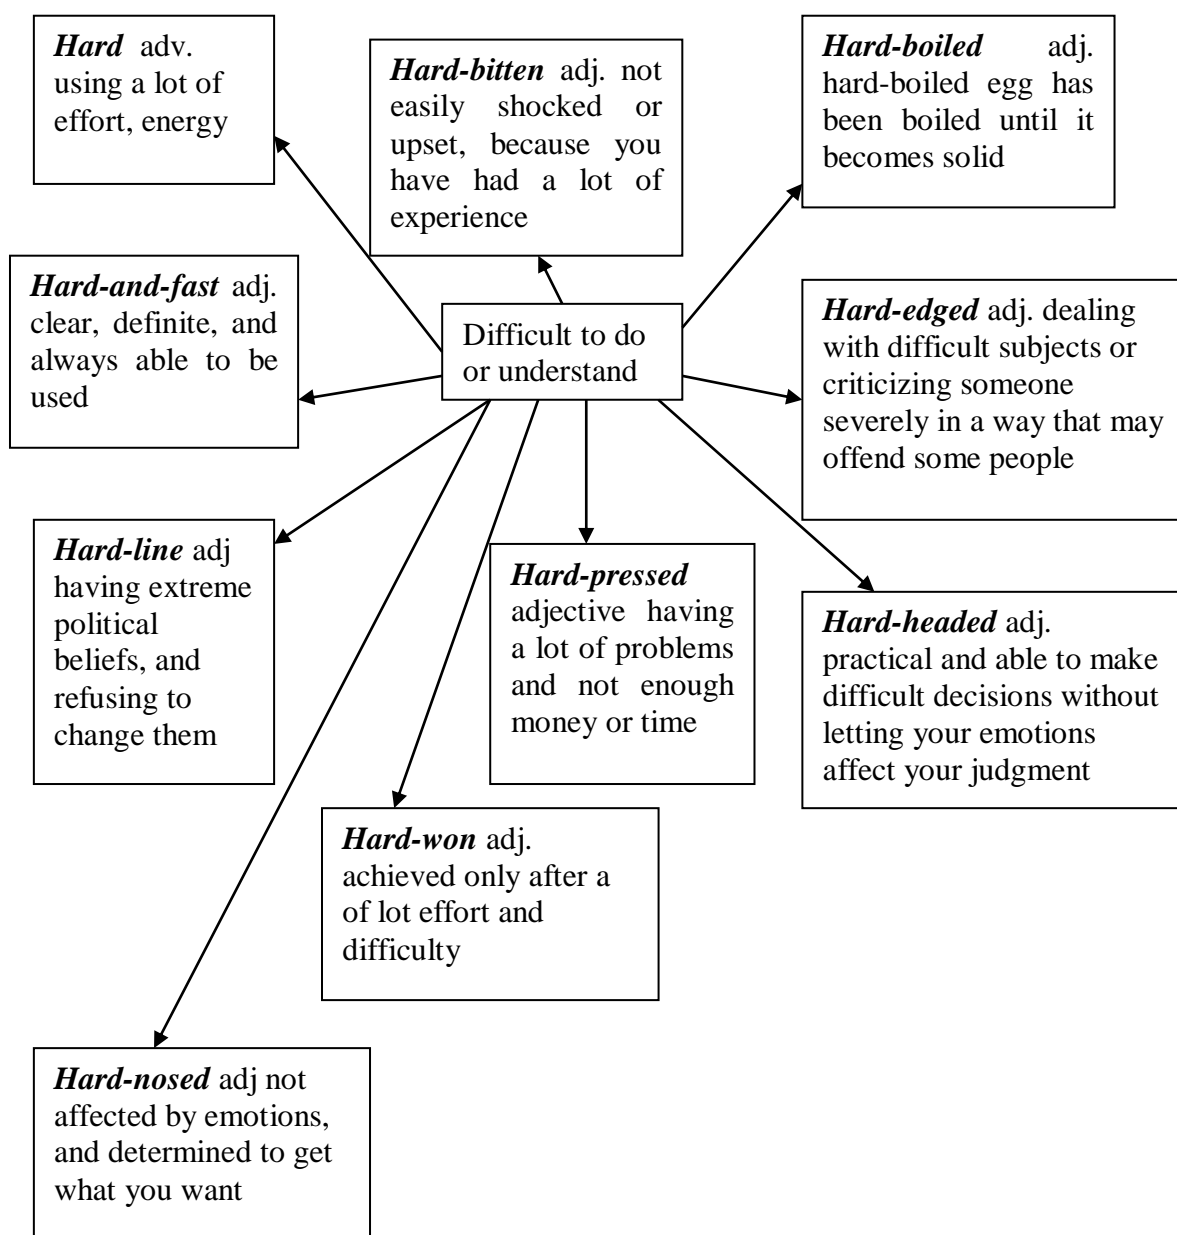 Hard adv.
using a lot of
effort, energy
Hard-bitten adj. not
easily shocked or
upset, because you
have had a lot of
experience
Hard-boiled adj.
hard-boiled egg has
been boiled until it
becomes solid
Hard-and-fast adj.
clear, definite, and
always able to be
used
Difficult to do
or understand
Hard-edged adj. dealing
with difficult subjects or
criticizing someone
severely in a way that may
offend some people
Hard-line adj
having extreme
political
beliefs, and
refusing to
change them
Hard-pressed
adjective having
a lot of problems
and not enough
money or time
Hard-headed adj.
practical and able to make
difficult decisions without
letting your emotions
affect your judgment
Hard-won adj.
achieved only after a
of lot effort and
difficulty
Hard-nosed adj not
affected by emotions,
and determined to get
what you want